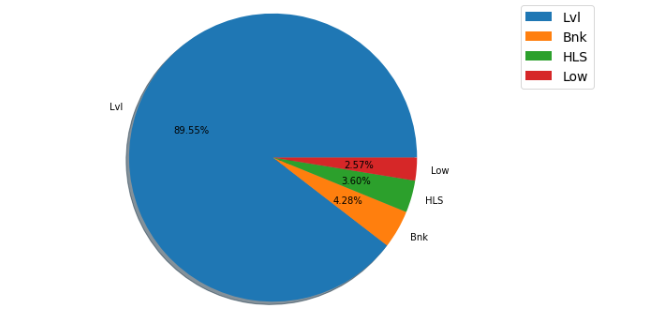 Lvl
Bnk
HLS
Low
Lvl
89.55%
2.57%
Low
3.60%
HLS
4.28%
Bnk